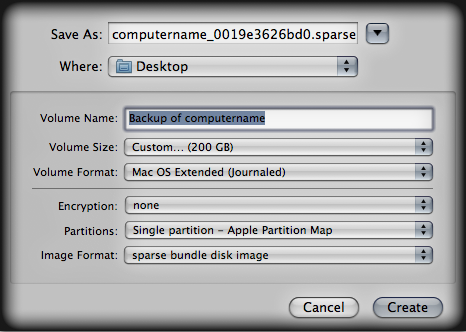 Save As: computername_0019e3626bd0.sparse
Where: Desktop
Volume Name: Backup of computername
Volume Size: Custom... (200 GB)
Volume Format: Mac OS Extended (Journaled)
Encryption: none
Partitions: Single partition – Apple Partition Map
Image Format: sparse bundle disk image
Cancel Create